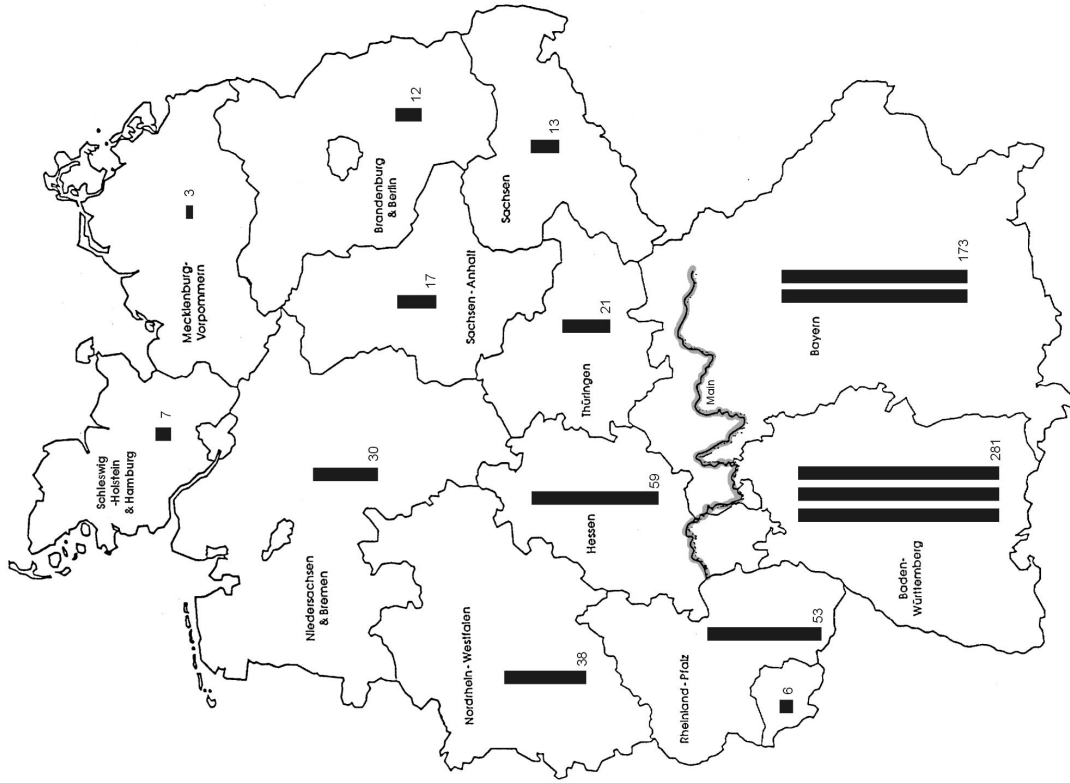 Schleswig
-Holstein
& Hamburg
7
Mecklenburg-
Vorpommern
3
Niedersachsen
& Bremen
30
Brandenburg
& Berlin
12
Sachsen-Anhalt
17
Sachsen
13
Nordrhein-Westfalen
38
Hessen
59
Thüringen
21
Rheinland-Pfalz
53
6
Main
Baden-
Württemberg
281
Bayern
173